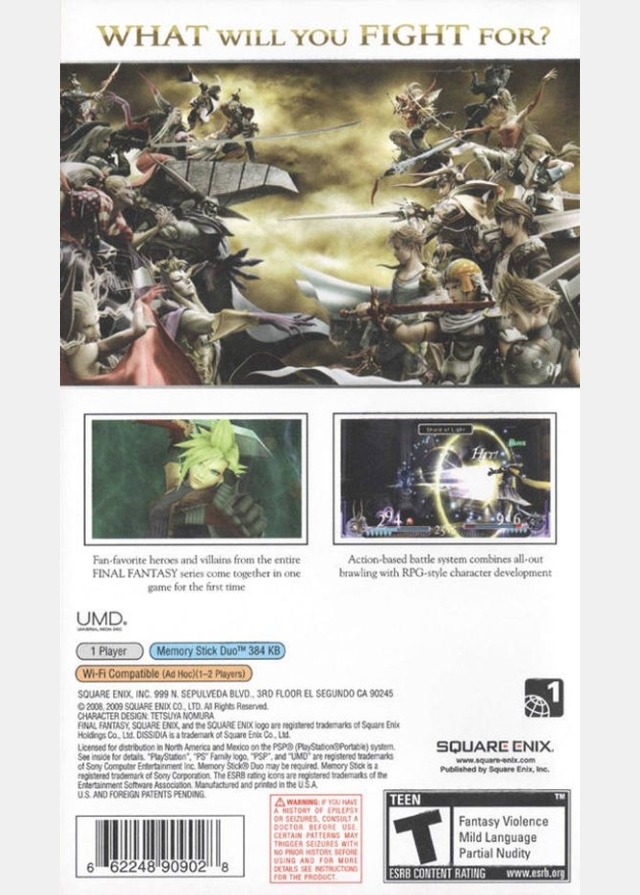 WHAT WILL YOU FIGHT FOR?
Shield of Light
HIT!
294
946
Fan-favorite heroes and villains from the entire
FINAL FANTASY series come together in one
game for the first time
Action-based battle system combines all-out
brawling with RPG-style character development
UMD®
UNIVERSAL MEDIA DISC
1 Player
Memory Stick Duo™ 384 KB
Wi-Fi Compatible (Ad Hoc)(1-2 Players)
SQUARE ENIX, INC. 999 N. SEPULVEDA BLVD., 3RD FLOOR EL SEGUNDO CA 90245
© 2008, 2009 SQUARE ENIX CO., LTD. All Rights Reserved.
CHARACTER DESIGN: TETSUYA NOMURA
FINAL FANTASY, SQUARE ENIX, and the SQUARE ENIX logo are registered trademarks of Square Enix
Holdings Co., Ltd. DISSIDIA is a trademark of Square Enix Co., Ltd.
Licensed for distribution in North America and Mexico on the PSP® (PlayStation®Portable) system.
See inside for details. "PlayStation", "PS" Family logo, "PSP", and "UMD" are registered trademarks
of Sony Computer Entertainment Inc. Memory Stick® Duo may be required. Memory Stick is a
registered trademark of Sony Corporation. The ESRB rating icons are registered trademarks of the
Entertainment Software Association. Manufactured and printed in the U.S.A.
U.S. AND FOREIGN PATENTS PENDING.
1
SQUARE ENIX.
www.square-enix.com
Published by Square Enix, Inc.
6 62248 90902 8
WARNING: IF YOU HAVE
A HISTORY OF EPILEPSY
OR SEIZURES, CONSULT A
DOCTOR BEFORE USE.
CERTAIN PATTERNS MAY
TRIGGER SEIZURES WITH
NO PRIOR HISTORY. BEFORE
USING AND FOR MORE
DETAILS SEE INSTRUCTIONS
FOR THE PRODUCT.
TEEN
TM
T
Fantasy Violence
Mild Language
Partial Nudity
ESRB CONTENT RATING www.esrb.org